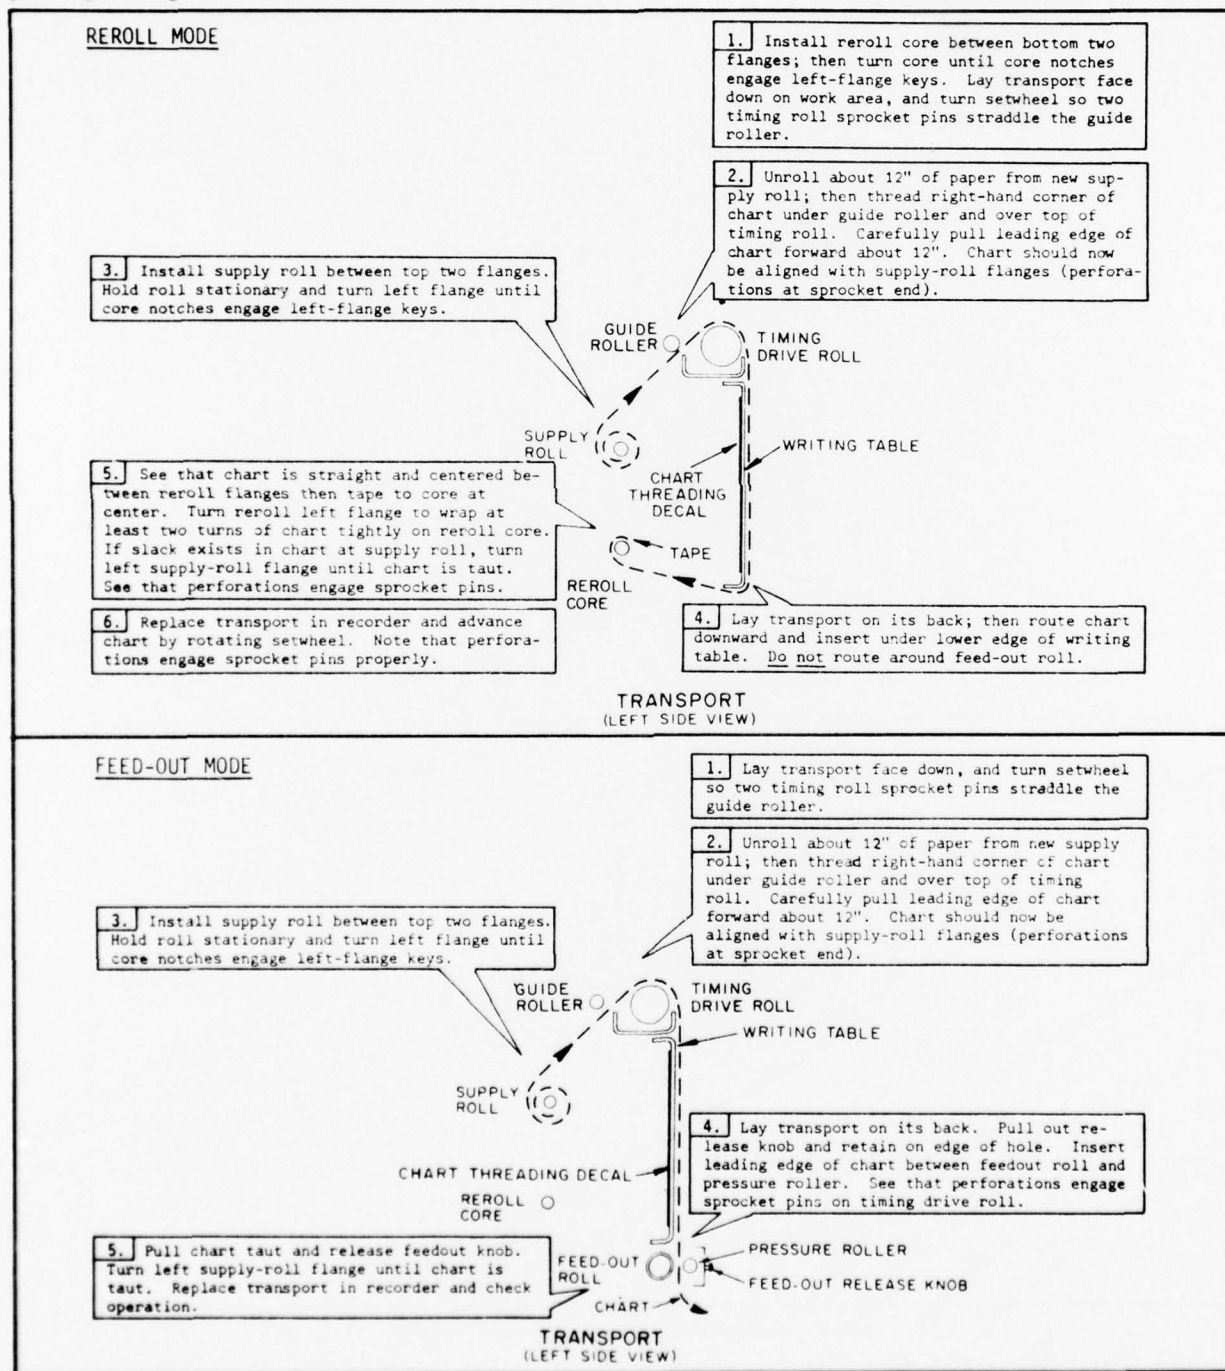 REROLL MODE
1. Install reroll core between bottom two
flanges; then turn core until core notches
engage left-flange keys. Lay transport face
down on work area, and turn setwheel so two
timing roll sprocket pins straddle the guide
roller.
2. Unroll about 12" of paper from new sup-
ply roll; then thread right-hand corner of
chart under guide roller and over top of
timing roll. Carefully pull leading edge of
chart forward about 12". Chart should now
be aligned with supply-roll flanges (perfora-
tions at sprocket end).
3. Install supply roll between top two flanges.
Hold roll stationary and turn left flange until
core notches engage left-flange keys.
GUIDE
ROLLER
TIMING
DRIVE ROLL
SUPPLY
ROLL
WRITING TABLE
CHART
THREADING
DECAL
5. See that chart is straight and centered be-
tween reroll flanges then tape to core at
center. Turn reroll left flange to wrap at
least two turns of chart tightly on reroll core.
If slack exists in chart at supply roll, turn
left supply-roll flange until chart is taut.
See that perforations engage sprocket pins.
TAPE
REROLL
CORE
6. Replace transport in recorder and advance
chart by rotating setwheel. Note that perfora-
tions engage sprocket pins properly.
4. Lay transport on its back; then route chart
downward and insert under lower edge of writing
table. Do not route around feed-out roll.
TRANSPORT
(LEFT SIDE VIEW)
FEED-OUT MODE
1. Lay transport face down, and turn setwheel
so two timing roll sprocket pins straddle the
guide roller.
2. Unroll about 12" of paper from new supply
roll; then thread right-hand corner of chart
under guide roller and over top of timing
roll. Carefully pull leading edge of chart
forward about 12". Chart should now be
aligned with supply-roll flanges (perforations
at sprocket end).
3. Install supply roll between top two flanges.
Hold roll stationary and turn left flange until
core notches engage left-flange keys.
GUIDE
ROLLER
TIMING
DRIVE ROLL
WRITING TABLE
SUPPLY
ROLL
4. Lay transport on its back. Pull out re-
lease knob and retain on edge of hole. Insert
leading edge of chart between feedout roll and
pressure roller. See that perforations engage
sprocket pins on timing drive roll.
CHART THREADING DECAL
REROLL
CORE
5. Pull chart taut and release feedout knob.
Turn left supply-roll flange until chart is
taut. Replace transport in recorder and check
operation.
FEED-OUT
ROLL
PRESSURE ROLLER
FEED-OUT RELEASE KNOB
CHART
TRANSPORT
(LEFT SIDE VIEW)